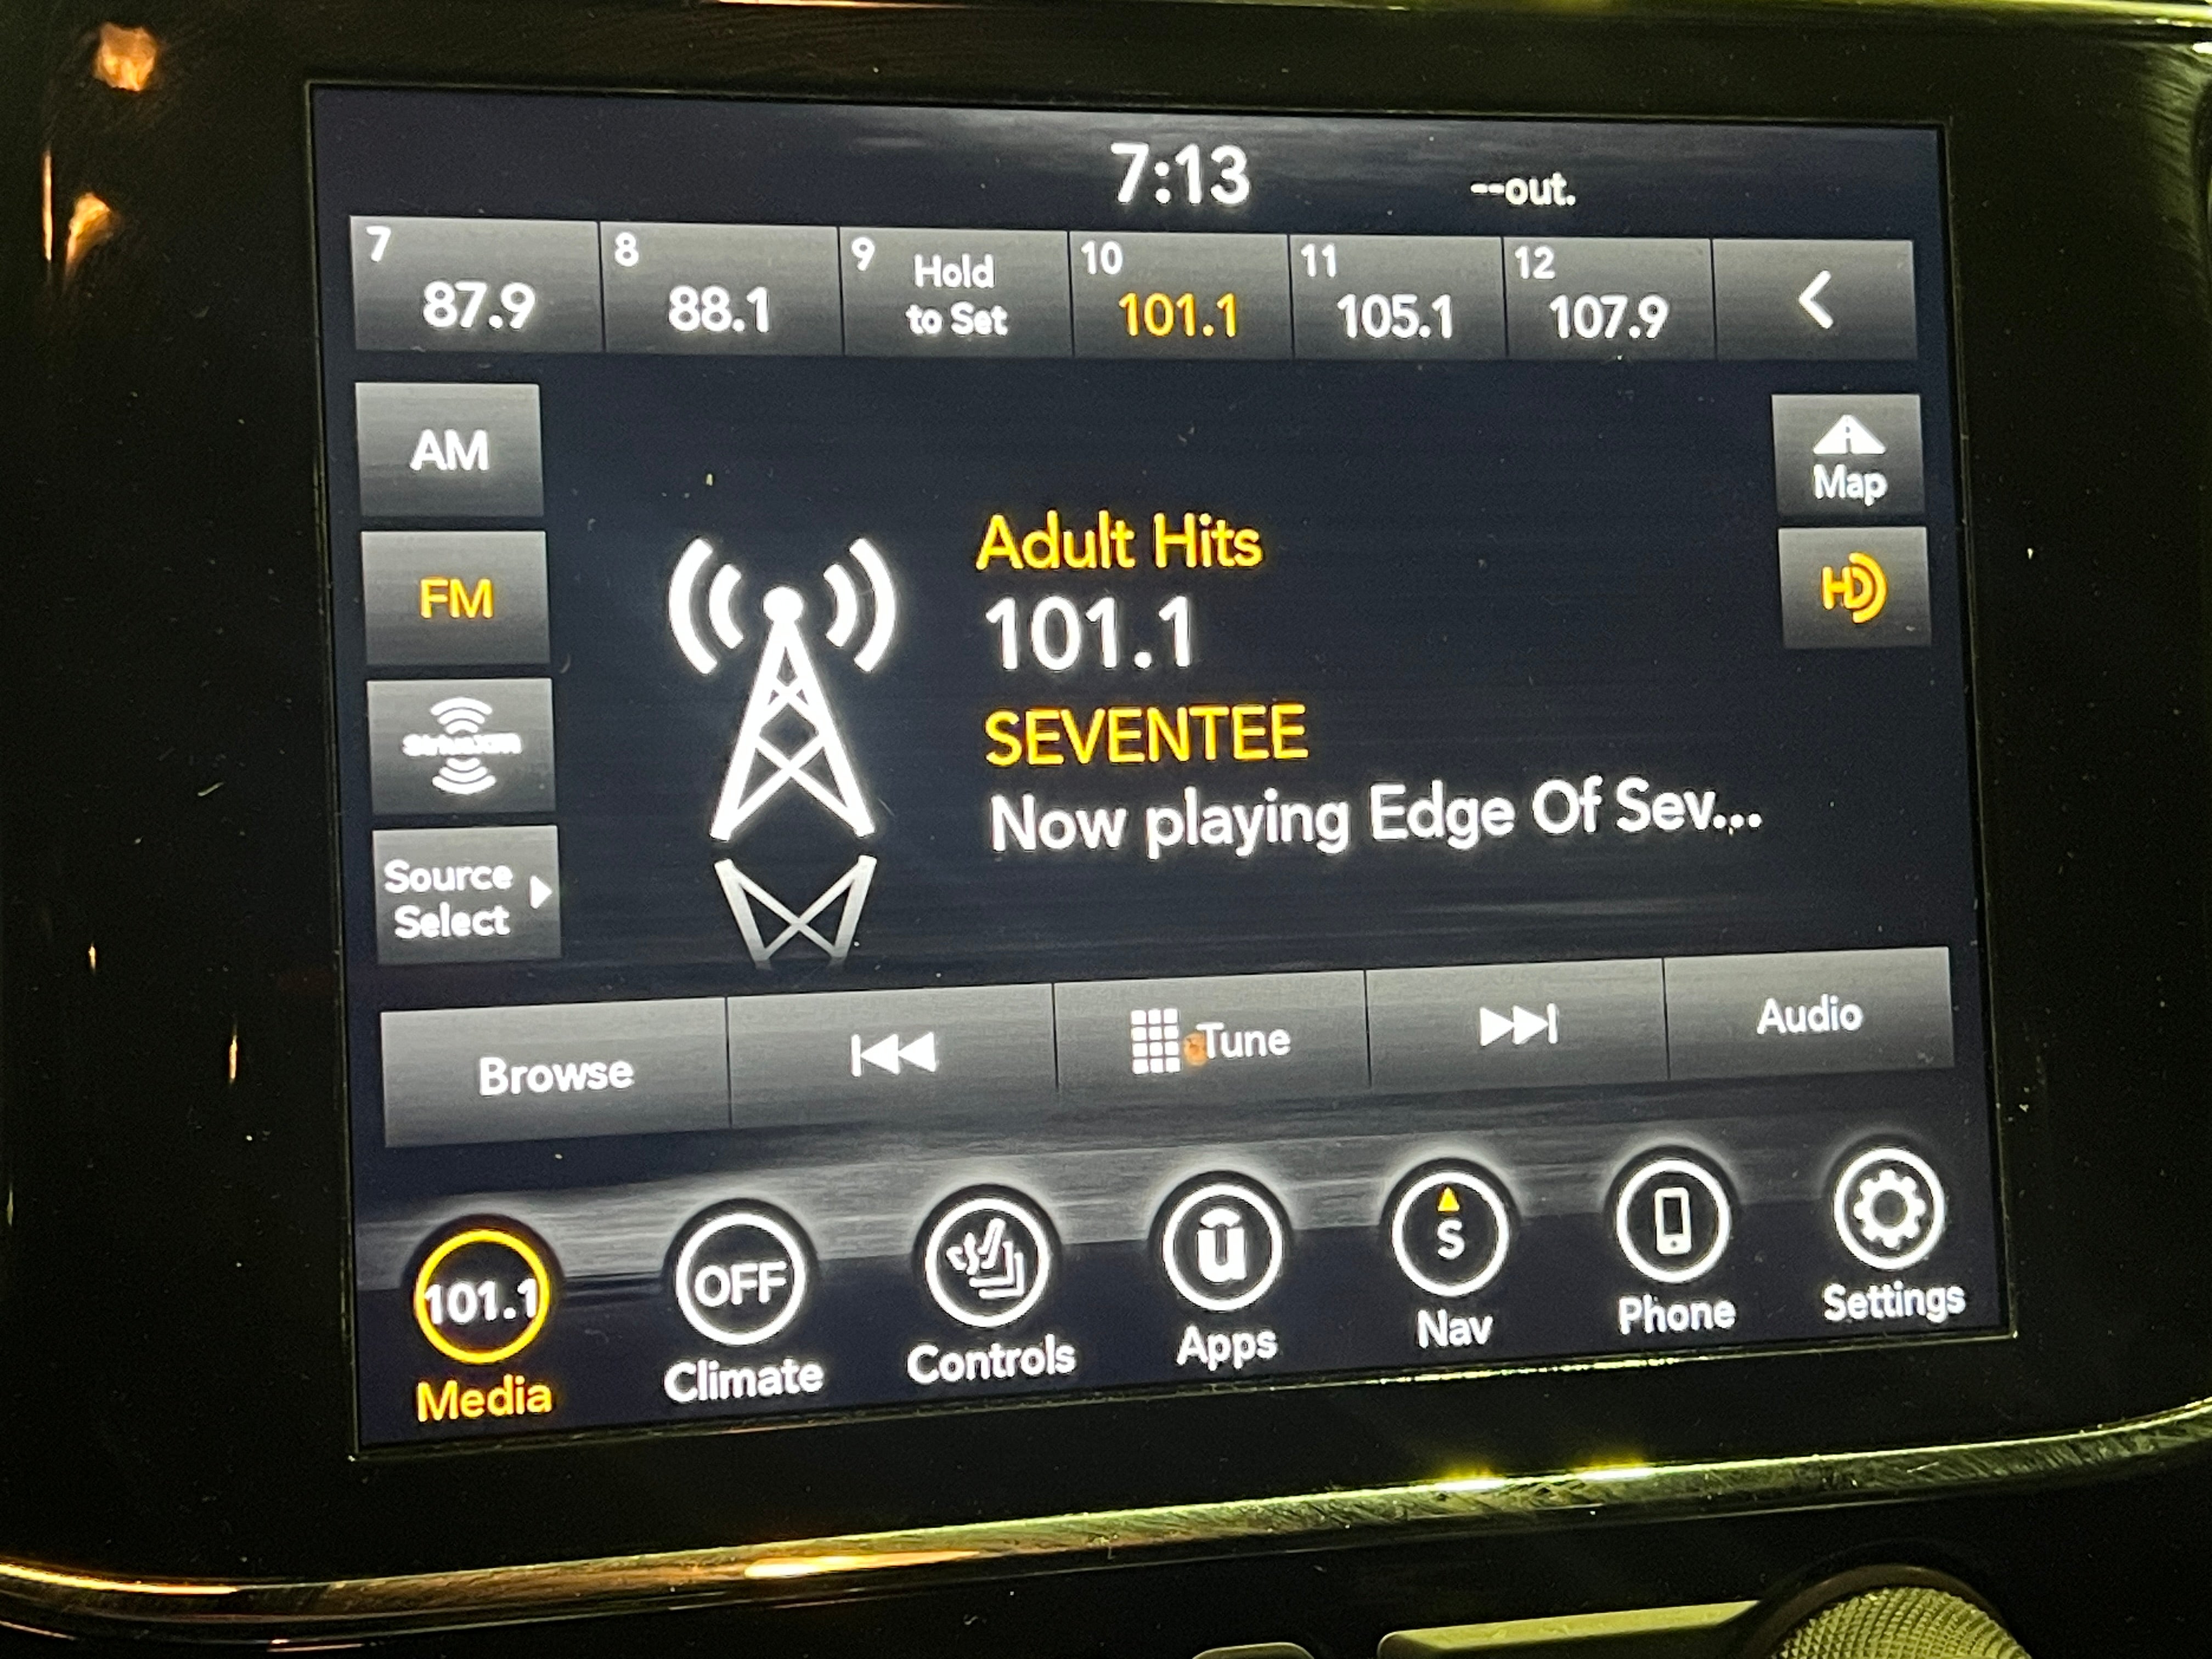 7:13
--out.
7
87.9
8
88.1
9
Hold
to Set
10
101.1
11
105.1
12
107.9
AM
Map
Adult Hits
FM
101.1
HD
SiriusXM
SEVENTEE
Now playing Edge Of Sev...
Source
Select
Browse
Tune
Audio
101.1
OFF
u
S
Media
Climate
Controls
Apps
Nav
Phone
Settings